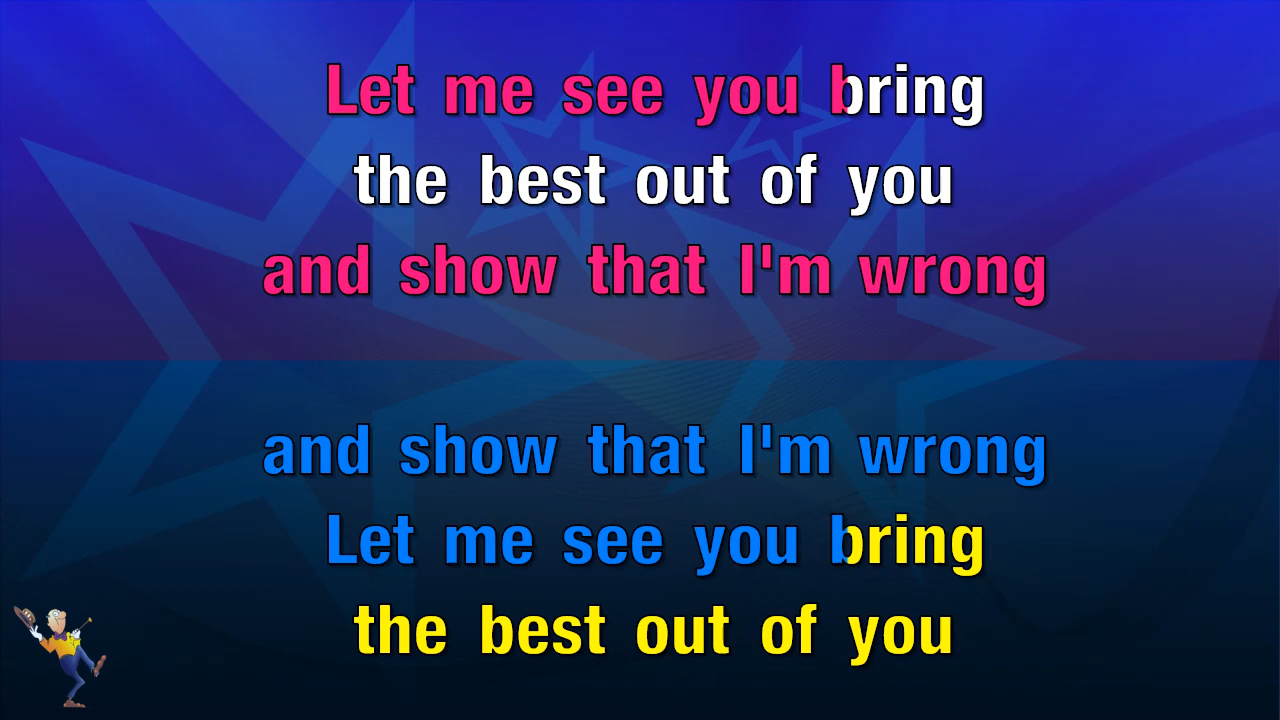 Let me see you bring
the best out of you
and show that I'm wrong
and show that I'm wrong
Let me see you bring
the best out of you